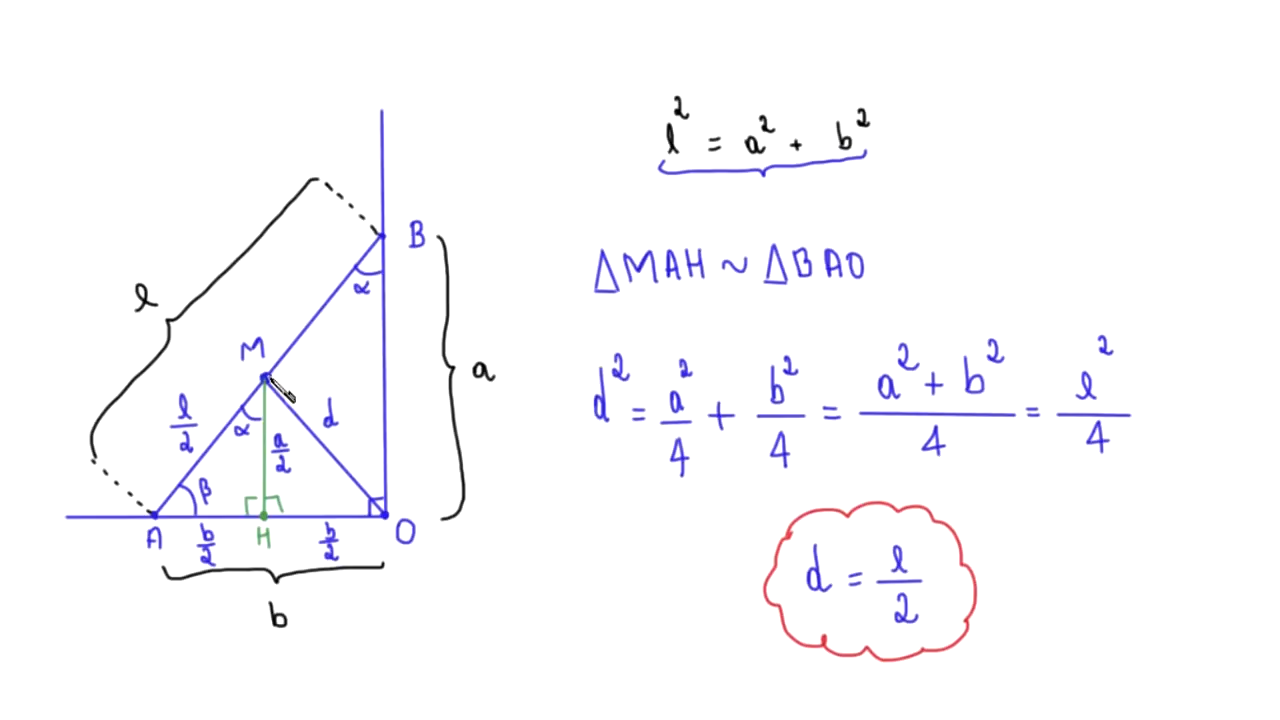 l² = a² + b²
B
α
l
ΔMAH ~ ΔBAO
M
a
d² = a²/4 + b²/4 = (a² + b²)/4 = l²/4
l/2
α
a/2
d
β
A
b/2
H
b/2
O
d = l/2
b